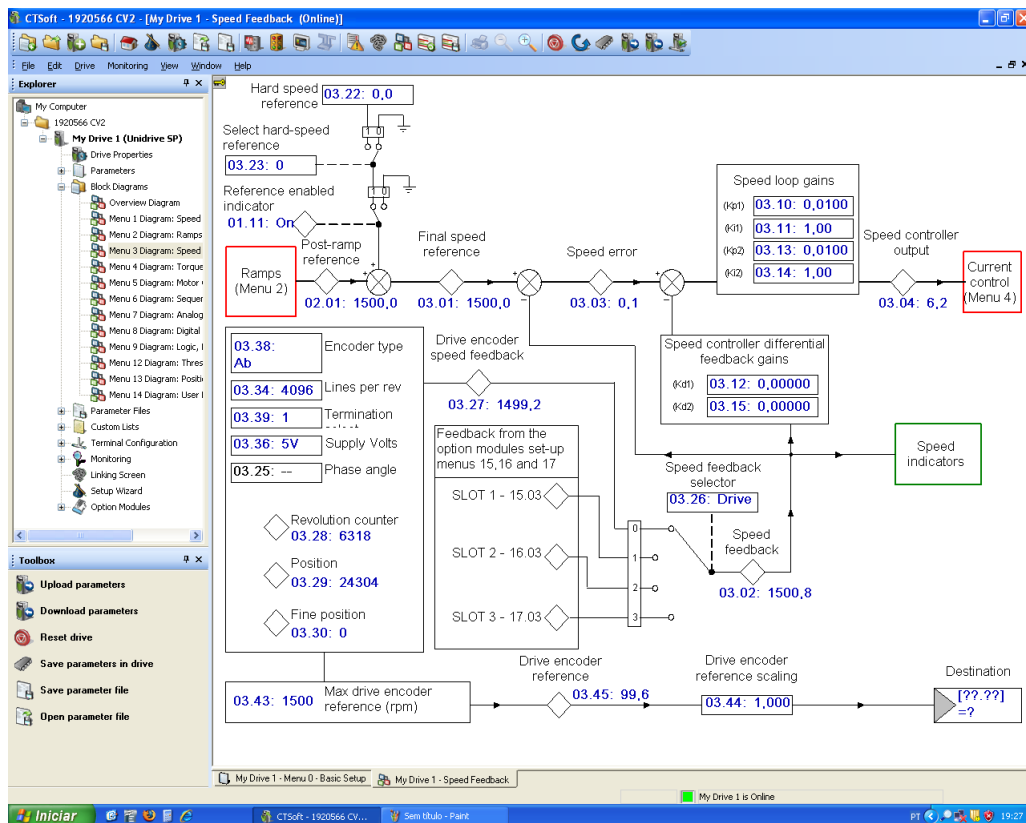 CTSoft - 1920566 CV2 - [My Drive 1 - Speed Feedback (Online)]
File Edit Drive Monitoring View Window Help
Explorer
My Computer
1920566 CV2
My Drive 1 (Unidrive SP)
Drive Properties
Parameters
Block Diagrams
Overview Diagram
Menu 1 Diagram: Speed
Menu 2 Diagram: Ramps
Menu 3 Diagram: Speed
Menu 4 Diagram: Torque
Menu 5 Diagram: Motor
Menu 6 Diagram: Sequen
Menu 7 Diagram: Analog
Menu 8 Diagram: Digital
Menu 9 Diagram: Logic,
Menu 12 Diagram: Thres
Menu 13 Diagram: Positi
Menu 14 Diagram: User
Parameter Files
Custom Lists
Terminal Configuration
Monitoring
Linking Screen
Setup Wizard
Option Modules
Toolbox
Upload parameters
Download parameters
Reset drive
Save parameters in drive
Save parameter file
Open parameter file
Hard speed
reference
03.22: 0,0
1 0
Select hard-speed
reference
03.23: 0
1 0
Reference enabled
indicator
01.11: On
Ramps
(Menu 2)
Post-ramp
reference
02.01: 1500,0
+
+
Final speed
reference
03.01: 1500,0
+
−
Speed error
03.03: 0,1
+
−
Speed loop gains
(Kp1) 03.10: 0,0100
(Ki1) 03.11: 1,00
(Kp2) 03.13: 0,0100
(Ki2) 03.14: 1,00
Speed controller
output
03.04: 6,2
Current
control
(Menu 4)
03.38:
Ab
Encoder type
03.34: 4096 Lines per rev
03.39: 1 Termination
03.36: 5V Supply Volts
03.25: -- Phase angle
Revolution counter
03.28: 6318
Position
03.29: 24304
Fine position
03.30: 0
Drive encoder
speed feedback
03.27: 1499,2
Speed controller differential
feedback gains
(Kd1) 03.12: 0,00000
(Kd2) 03.15: 0,00000
Speed
indicators
Feedback from the
option modules set-up
menus 15,16 and 17
SLOT 1 - 15.03
SLOT 2 - 16.03
SLOT 3 - 17.03
0
1
2
3
Speed feedback
selector
03.26: Drive
Speed
feedback
03.02: 1500,8
03.43: 1500 Max drive encoder
reference (rpm)
Drive encoder
reference
03.45: 99,6
Drive encoder
reference scaling
03.44: 1,000
Destination
[??.??]
=?
My Drive 1 - Menu 0 - Basic Setup
My Drive 1 - Speed Feedback
My Drive 1 is Online
Iniciar
CTSoft - 1920566 CV...
Sem título - Paint
PT
19:27